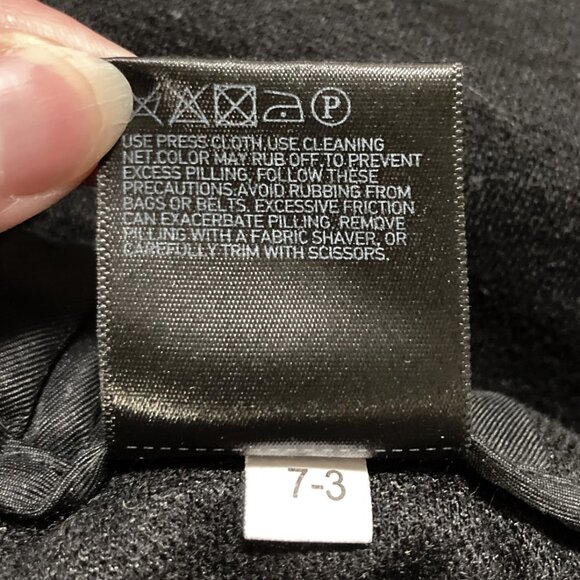 P
USE PRESS CLOTH,USE CLEANING
NET.COLOR MAY RUB OFF,TO PREVENT
EXCESS PILLING, FOLLOW THESE
PRECAUTIONS.AVOID RUBBING FROM
BAGS OR BELTS. EXCESSIVE FRICTION
CAN EXACERBATE PILLING. REMOVE
PILLING WITH A FABRIC SHAVER, OR
CAREFULLY TRIM WITH SCISSORS.
7-3